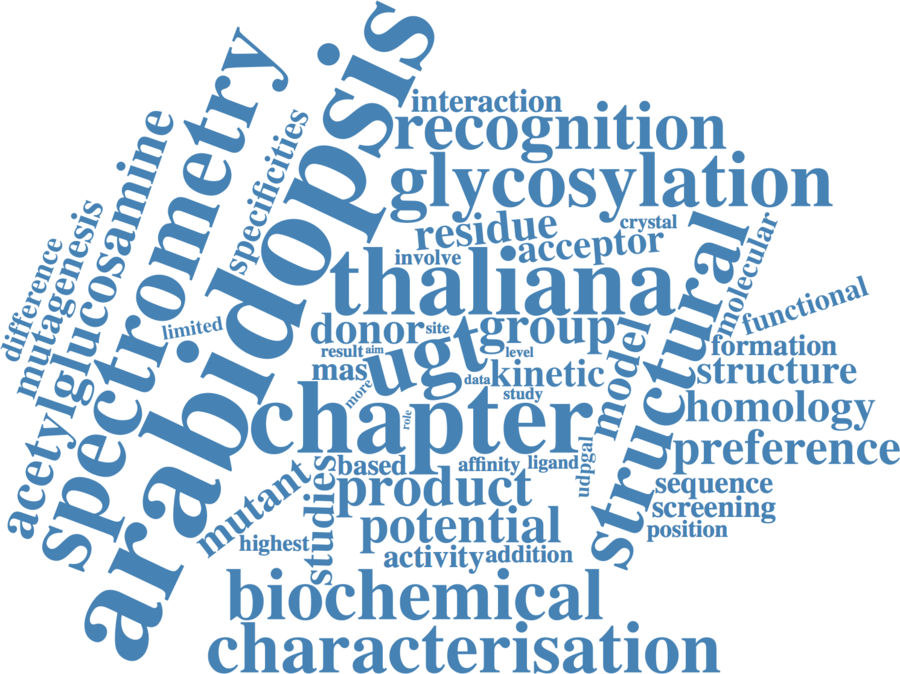 arabidopsis
spectrometry
acetylglucosamine
mutagenesis
difference
specificities
limited
interaction
recognition
glycosylation
residue
crystal
acceptor
involve
thaliana
structural
molecular
functional
donor
site
group
model
formation
result
aim
ugt
level
structure
mas
more
data
kinetic
study
homology
chapter
role
preference
mutant
studies
based
affinity
ligand
udpgal
sequence
product
screening
highest
potential
position
activity
addition
biochemical
characterisation